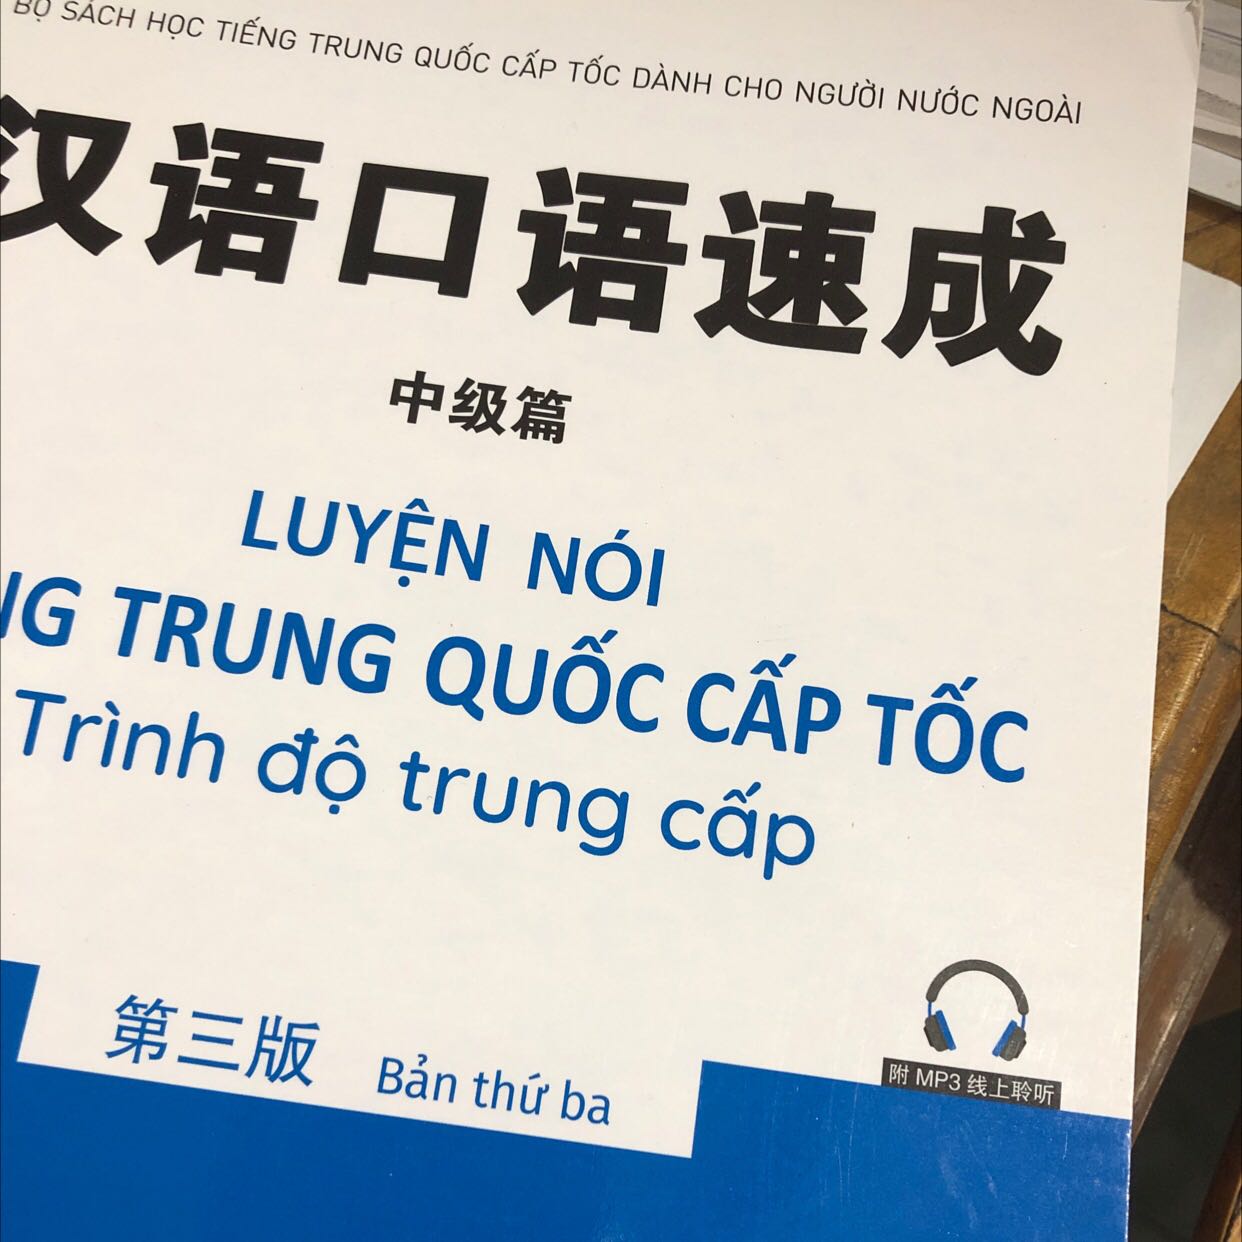 BỘ SÁCH HỌC TIẾNG TRUNG QUỐC CẤP TỐC DÀNH CHO NGƯỜI NƯỚC NGOÀI
汉语口语速成
中级篇
LUYỆN NÓI
NG TRUNG QUỐC CẤP TỐC
Trình độ trung cấp
第三版 Bản thứ ba
附 MP3 线上聆听